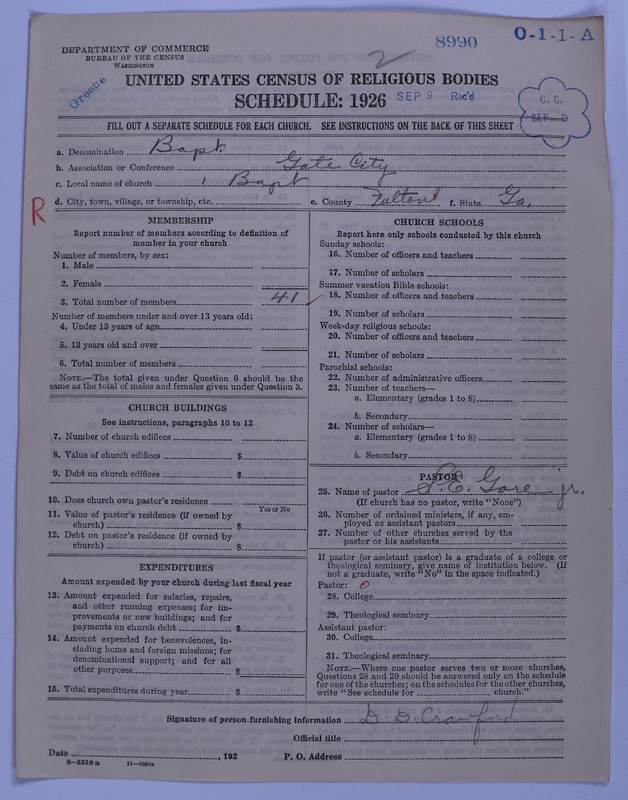 8990
O-1-1-A
DEPARTMENT OF COMMERCE
BUREAU OF THE CENSUS
WASHINGTON
2
Greene
UNITED STATES CENSUS OF RELIGIOUS BODIES
SCHEDULE: 1926
SEP 9 Rec'd
C. C.
SEP 9
FILL OUT A SEPARATE SCHEDULE FOR EACH CHURCH. SEE INSTRUCTIONS ON THE BACK OF THIS SHEET
a. Denomination Bapt.
b. Association or Conference Gate City
c. Local name of church 1 Bapt
R
d. City, town, village, or township, etc.
e. County Fulton
f. State Ga.
MEMBERSHIP
Report number of members according to definition of
member in your church
Number of members, by sex:
1. Male
2. Female
3. Total number of members 41
Number of members under and over 13 years old:
4. Under 13 years of age
5. 13 years old and over
6. Total number of members
NOTE.—The total given under Question 6 should be the
same as the total of males and females given under Question 3.
CHURCH BUILDINGS
See instructions, paragraphs 10 to 12
7. Number of church edifices
8. Value of church edifices $
9. Debt on church edifices $
10. Does church own pastor's residence
Yes or No
11. Value of pastor's residence (if owned by
church) $
12. Debt on pastor's residence (if owned by
church) $
EXPENDITURES
Amount expended by your church during last fiscal year
13. Amount expended for salaries, repairs,
and other running expenses; for im-
provements or new buildings; and for
payments on church debt $
14. Amount expended for benevolences, in-
cluding home and foreign missions; for
denominational support; and for all
other purposes $
15. Total expenditures during year $
CHURCH SCHOOLS
Report here only schools conducted by this church
Sunday schools:
16. Number of officers and teachers
17. Number of scholars
Summer vacation Bible schools:
18. Number of officers and teachers
19. Number of scholars
Week-day religious schools:
20. Number of officers and teachers
21. Number of scholars
Parochial schools:
22. Number of administrative officers
23. Number of teachers—
a. Elementary (grades 1 to 8)
b. Secondary
24. Number of scholars—
a. Elementary (grades 1 to 8)
b. Secondary
PASTOR
25. Name of pastor S. E. Gore jr.
(If church has no pastor, write "None")
26. Number of ordained ministers, if any, em-
ployed as assistant pastors
27. Number of other churches served by the
pastor or his assistants
If pastor (or assistant pastor) is a graduate of a college or
theological seminary, give name of institution below. (If
not a graduate, write "No" in the space indicated.)
Pastor: 0
28. College
29. Theological seminary
Assistant pastor:
30. College
31. Theological seminary
NOTE.—Where one pastor serves two or more churches,
Questions 28 and 29 should be answered only on the schedule
for one of the churches; on the schedules for the other churches,
write "See schedule for church."
Signature of person furnishing information D. D. Crawford
Official title
Date , 192
P. O. Address
8-5518 a